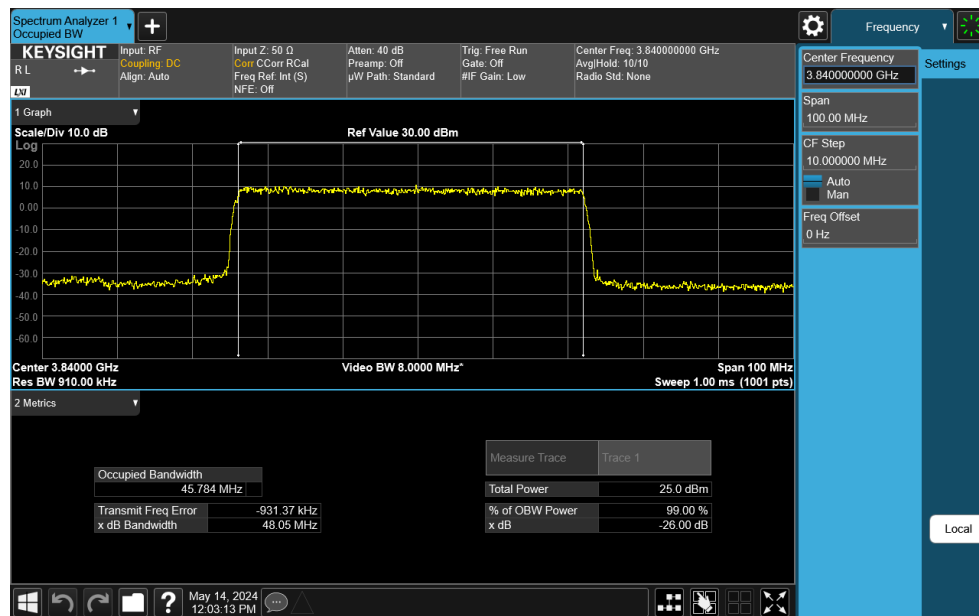 Spectrum Analyzer 1
Occupied BW
+
Frequency
KEYSIGHT
R L
LXI
Input: RF
Coupling: DC
Align: Auto
Input Z: 50 Ω
Corr CCorr RCal
Freq Ref: Int (S)
NFE: Off
Atten: 40 dB
Preamp: Off
µW Path: Standard
Trig: Free Run
Gate: Off
#IF Gain: Low
Center Freq: 3.840000000 GHz
Avg|Hold: 10/10
Radio Std: None
Center Frequency
3.840000000 GHz
Settings
Span
100.00 MHz
CF Step
10.000000 MHz
Auto
Man
Freq Offset
0 Hz
Local
1 Graph
Scale/Div 10.0 dB
Ref Value 30.00 dBm
Log
20.0
10.0
0.00
-10.0
-20.0
-30.0
-40.0
-50.0
-60.0
Center 3.84000 GHz
Video BW 8.0000 MHz*
Span 100 MHz
Res BW 910.00 kHz
Sweep 1.00 ms (1001 pts)
2 Metrics
Measure Trace
Trace 1
Occupied Bandwidth
45.784 MHz
Total Power
25.0 dBm
Transmit Freq Error
-931.37 kHz
% of OBW Power
99.00 %
x dB Bandwidth
48.05 MHz
x dB
-26.00 dB
?
May 14, 2024
12:03:13 PM